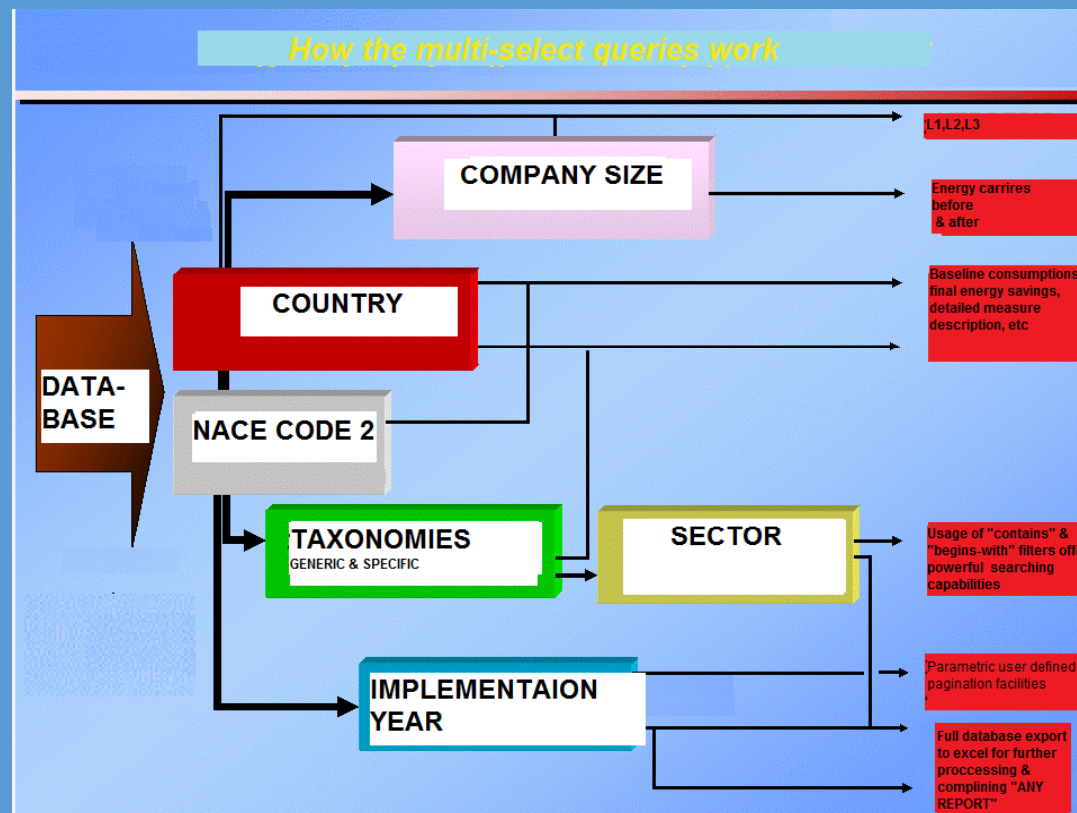 How the multi-select queries work
L1,L2,L3
COMPANY SIZE
Energy carrires
before
& after
COUNTRY
Baseline consumptions
final energy savings,
detailed measure
description, etc
DATA-
BASE
NACE CODE 2
TAXONOMIES
GENERIC & SPECIFIC
SECTOR
Usage of "contains" &
"begins-with" filters off
powerful searching
capabilities
IMPLEMENTAION
YEAR
Parametric user defined
pagination facilities
Full database export
to excel for further
proccessing &
complining "ANY
REPORT"